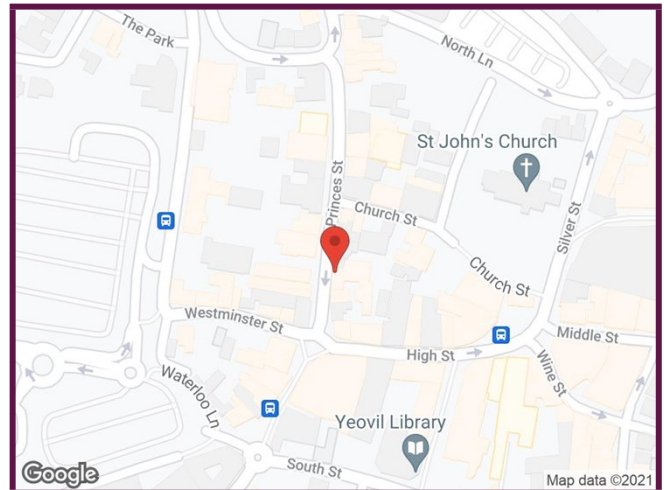 The Park
North Ln
St John's Church
Princes St
Church St
Silver St
Church St
Westminster St
Middle St
High St
Wine St
Waterloo Ln
Yeovil Library
South St
Google
Map data ©2021